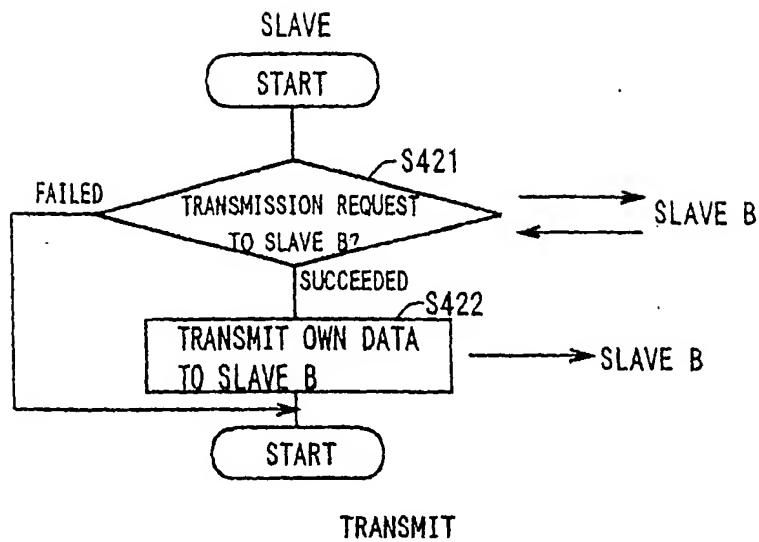 SLAVE
START
S421
FAILED
TRANSMISSION REQUEST
TO SLAVE B?
SLAVE B
SUCCEEDED
S422
TRANSMIT OWN DATA
TO SLAVE B
SLAVE B
START
TRANSMIT